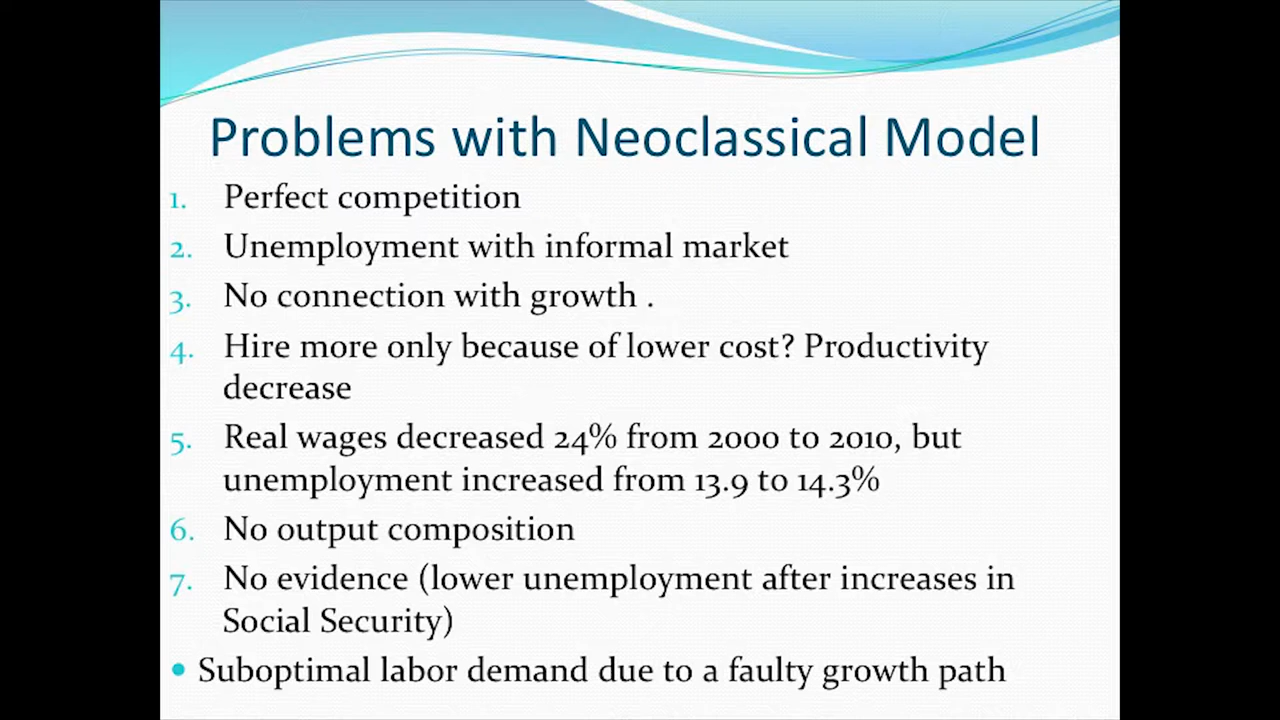 Problems with Neoclassical Model
1. Perfect competition
2. Unemployment with informal market
3. No connection with growth .
4. Hire more only because of lower cost? Productivity
decrease
5. Real wages decreased 24% from 2000 to 2010, but
unemployment increased from 13.9 to 14.3%
6. No output composition
7. No evidence (lower unemployment after increases in
Social Security)
• Suboptimal labor demand due to a faulty growth path